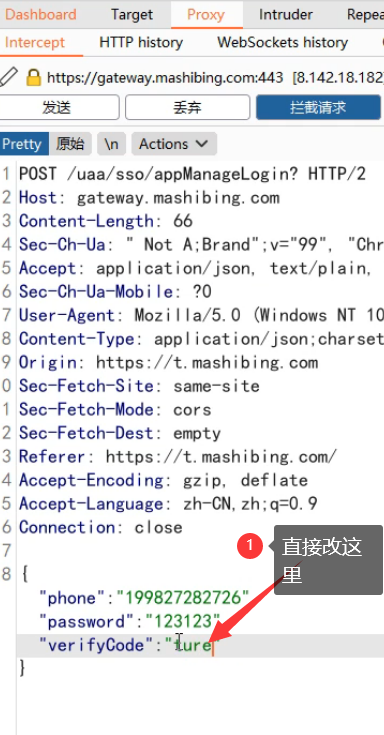 Dashboard Target Proxy Intruder Repea
Intercept HTTP history WebSockets history
https://gateway.mashibing.com:443 [8.142.18.182]
发送 丢弃 拦截请求
Pretty 原始 \n Actions
1 POST /uaa/sso/appManageLogin? HTTP/2
2 Host: gateway.mashibing.com
3 Content-Length: 66
4 Sec-Ch-Ua: " Not A;Brand";v="99", "Chr
5 Accept: application/json, text/plain,
6 Sec-Ch-Ua-Mobile: ?0
7 User-Agent: Mozilla/5.0 (Windows NT 10
8 Content-Type: application/json;charset
9 Origin: https://t.mashibing.com
0 Sec-Fetch-Site: same-site
1 Sec-Fetch-Mode: cors
2 Sec-Fetch-Dest: empty
3 Referer: https://t.mashibing.com/
4 Accept-Encoding: gzip, deflate
5 Accept-Language: zh-CN,zh;q=0.9
6 Connection: close
7
1 直接改这
里
8 {
"phone":"199827282726"
"password":"123123"
"verifyCode":"ture"
}